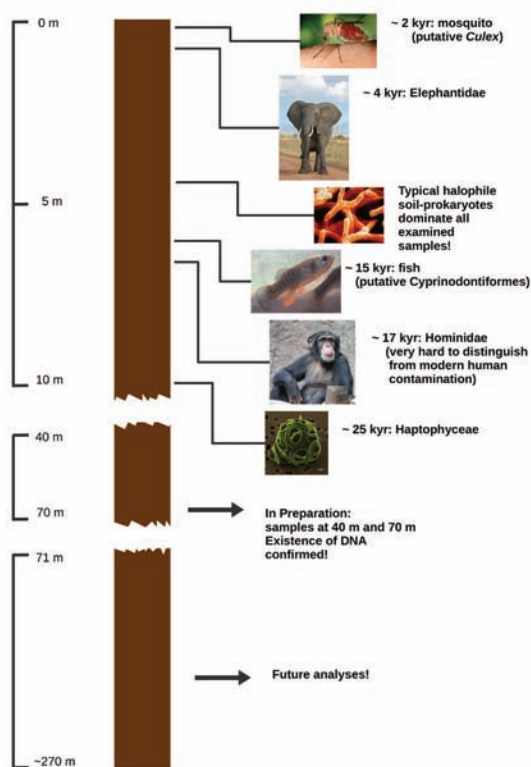 0 m
~ 2 kyr: mosquito
(putative Culex)
~ 4 kyr: Elephantidae
5 m
Typical halophile
soil-prokaryotes
dominate all
examined
samples!
~ 15 kyr: fish
(putative Cyprinodontiformes)
~ 17 kyr: Hominidae
(very hard to distinguish
from modern human
contamination)
10 m
~ 25 kyr: Haptophyceae
40 m
In Preparation:
samples at 40 m and 70 m
Existence of DNA
confirmed!
70 m
71 m
Future analyses!
~270 m